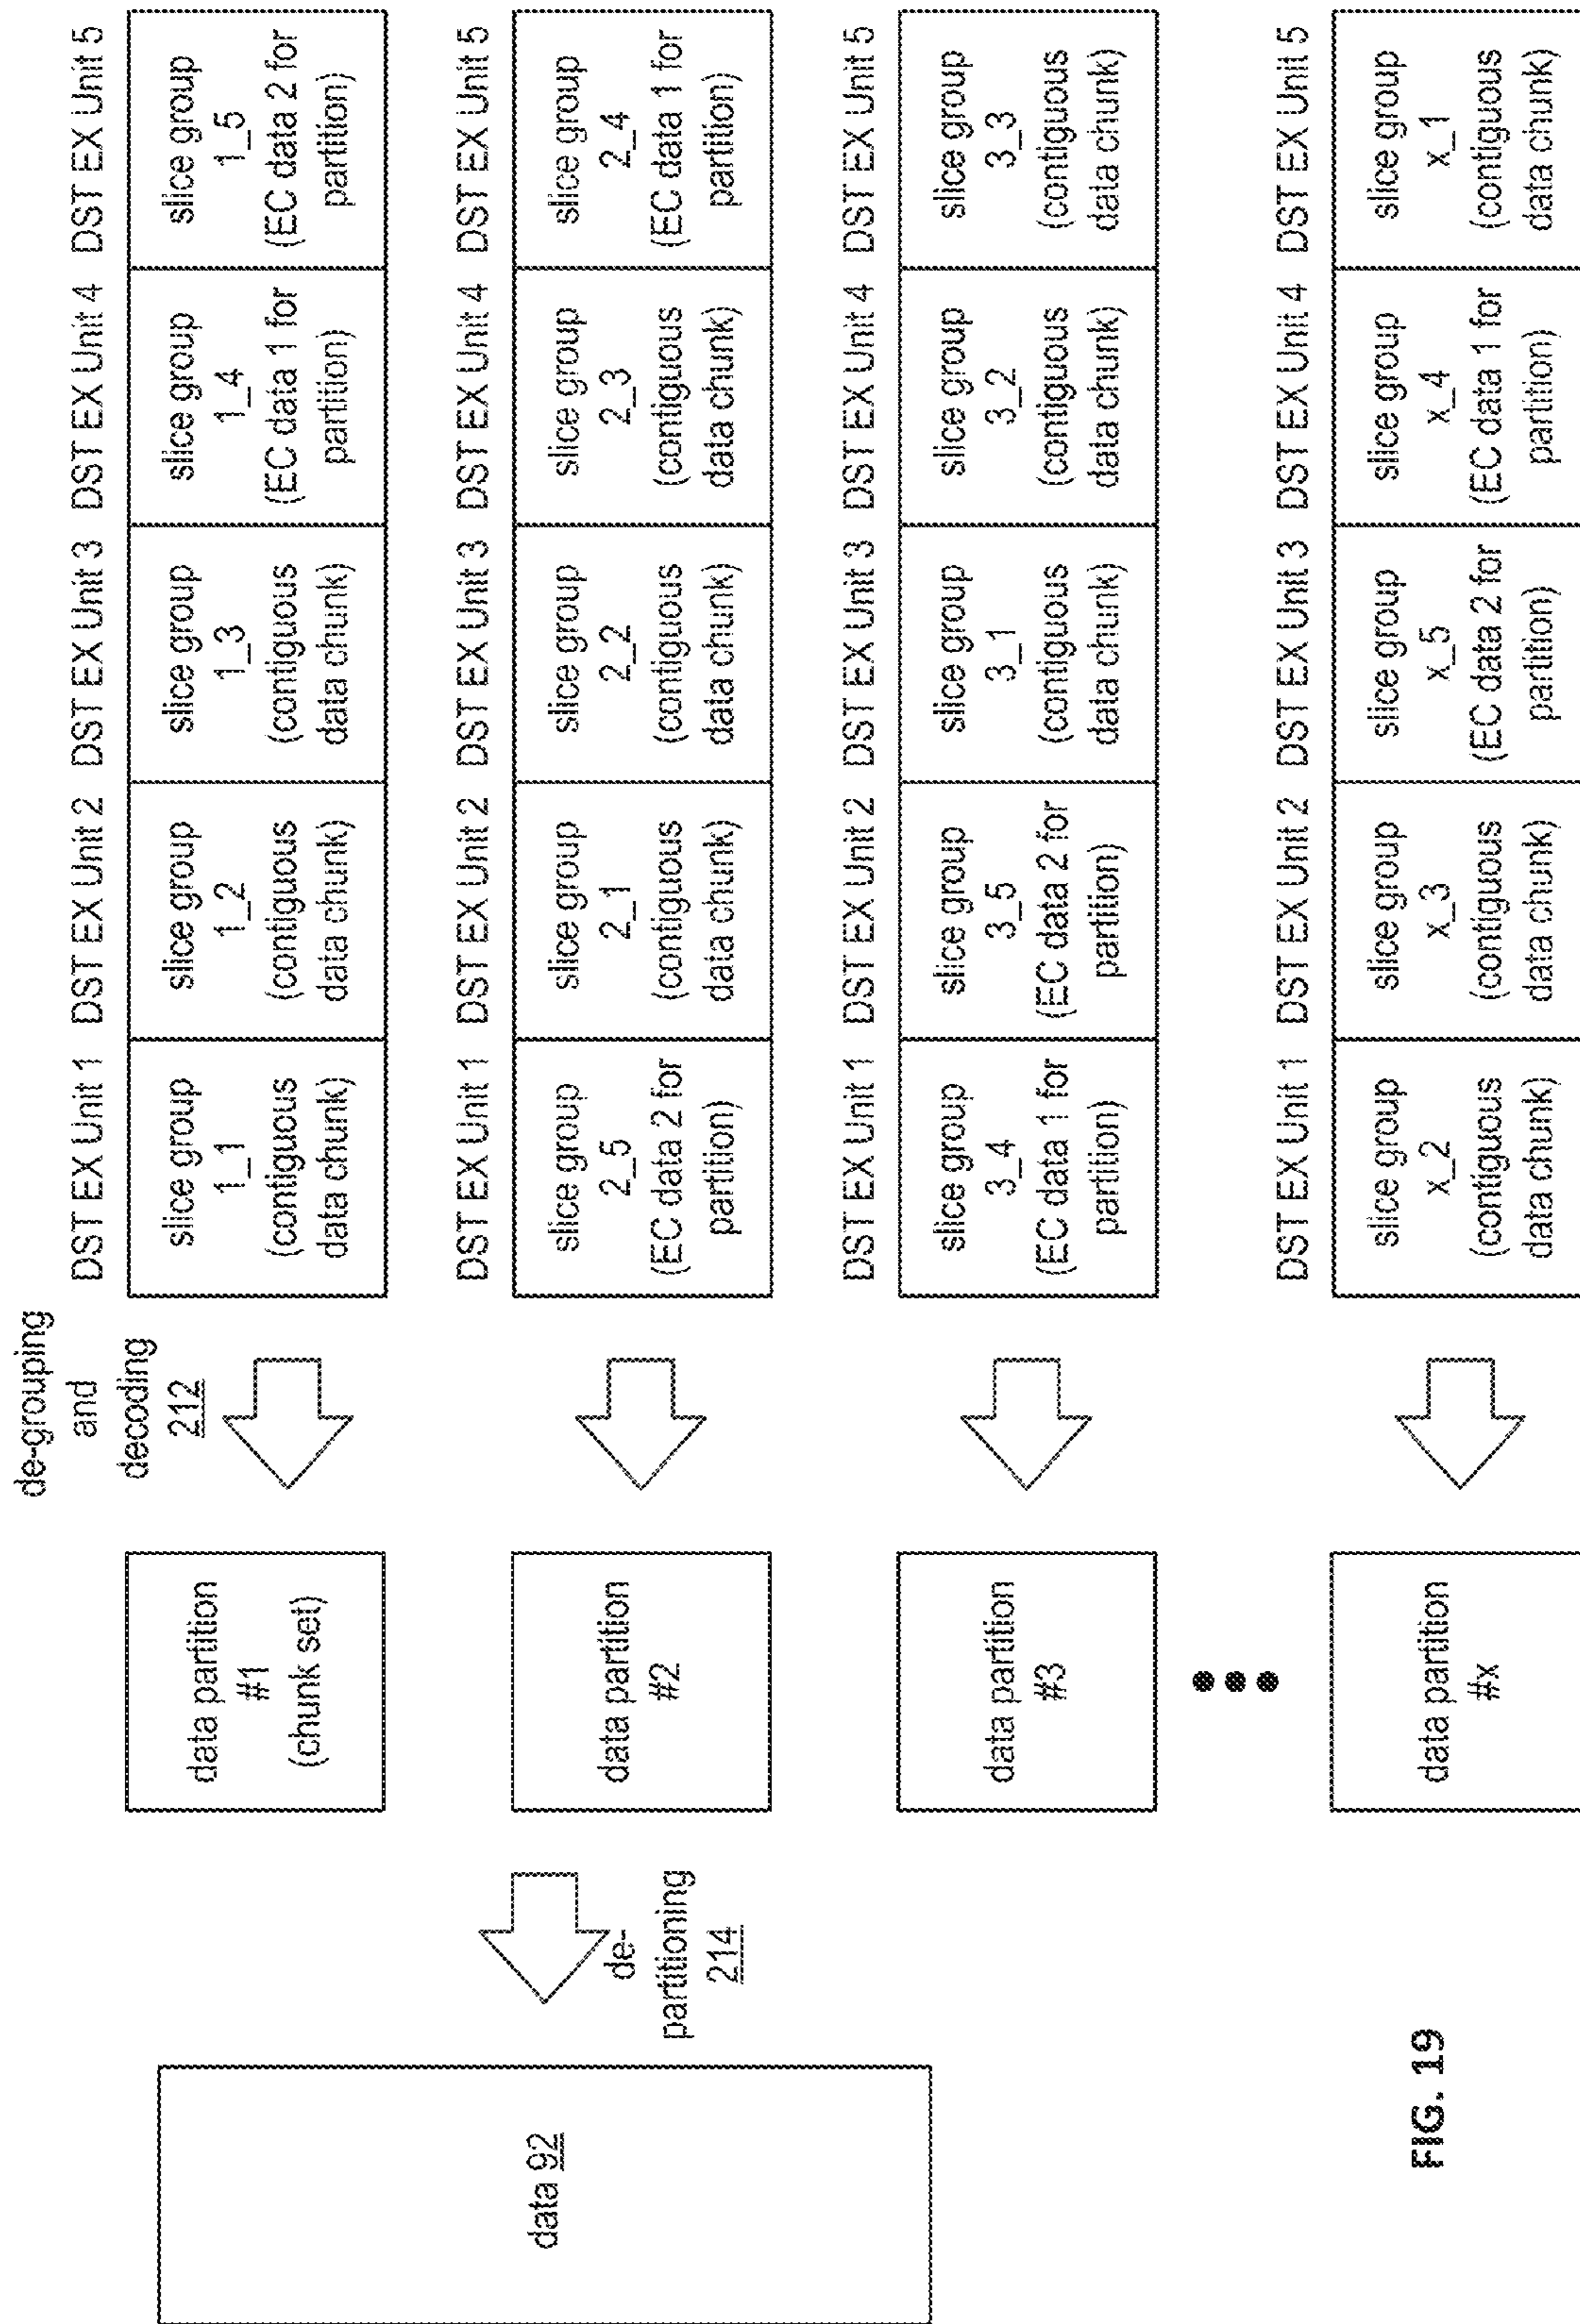 data 92
de-
partitioning
214
data partition
#1
(chunk set)
data partition
#2
data partition
#3
data partition
#x
de-grouping
and
decoding
212
DST EX Unit 1 DST EX Unit 2 DST EX Unit 3 DST EX Unit 4 DST EX Unit 5
slice group
1_1
(contiguous
data chunk)
slice group
1_2
(contiguous
data chunk)
slice group
1_3
(contiguous
data chunk)
slice group
1_4
(EC data 1 for
partition)
slice group
1_5
(EC data 2 for
partition)
DST EX Unit 1 DST EX Unit 2 DST EX Unit 3 DST EX Unit 4 DST EX Unit 5
slice group
2_5
(EC data 2 for
partition)
slice group
2_1
(contiguous
data chunk)
slice group
2_2
(contiguous
data chunk)
slice group
2_3
(contiguous
data chunk)
slice group
2_4
(EC data 1 for
partition)
DST EX Unit 1 DST EX Unit 2 DST EX Unit 3 DST EX Unit 4 DST EX Unit 5
slice group
3_4
(EC data 1 for
partition)
slice group
3_5
(EC data 2 for
partition)
slice group
3_1
(contiguous
data chunk)
slice group
3_2
(contiguous
data chunk)
slice group
3_3
(contiguous
data chunk)
DST EX Unit 1 DST EX Unit 2 DST EX Unit 3 DST EX Unit 4 DST EX Unit 5
slice group
x_2
(contiguous
data chunk)
slice group
x_3
(contiguous
data chunk)
slice group
x_5
(EC data 2 for
partition)
slice group
x_4
(EC data 1 for
partition)
slice group
x_1
(contiguous
data chunk)
FIG. 19